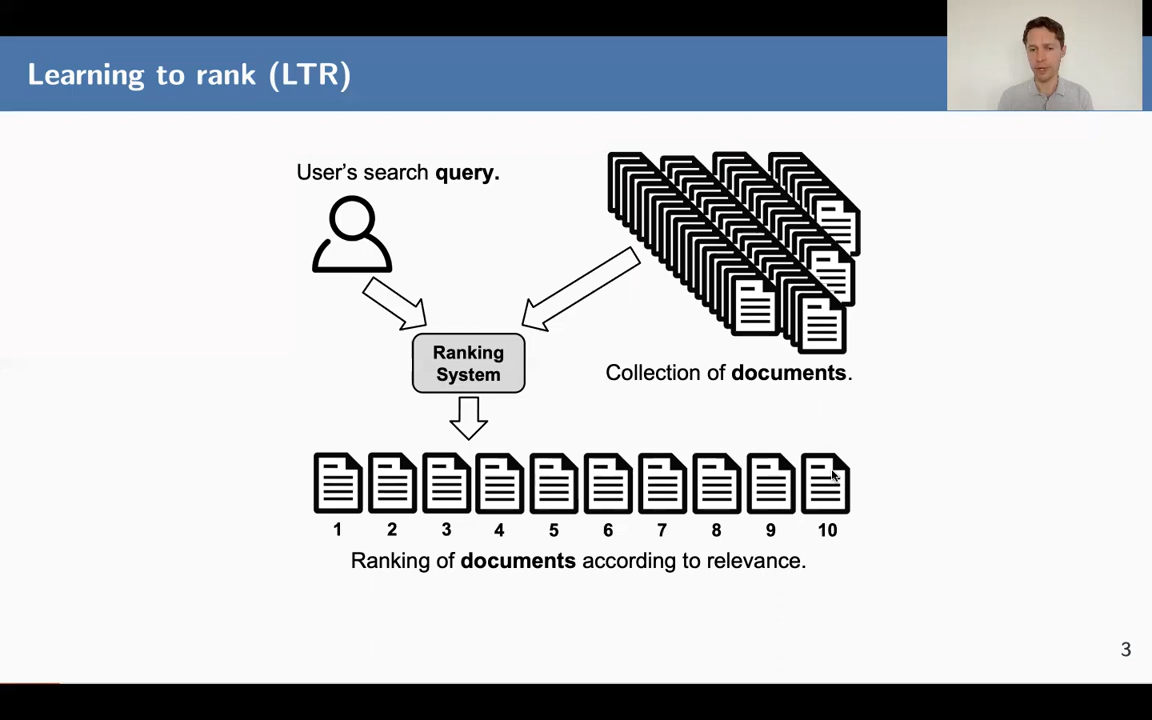 Learning to rank (LTR)
User's search query.
Ranking
System
Collection of documents.
1 2 3 4 5 6 7 8 9 10
Ranking of documents according to relevance.
3